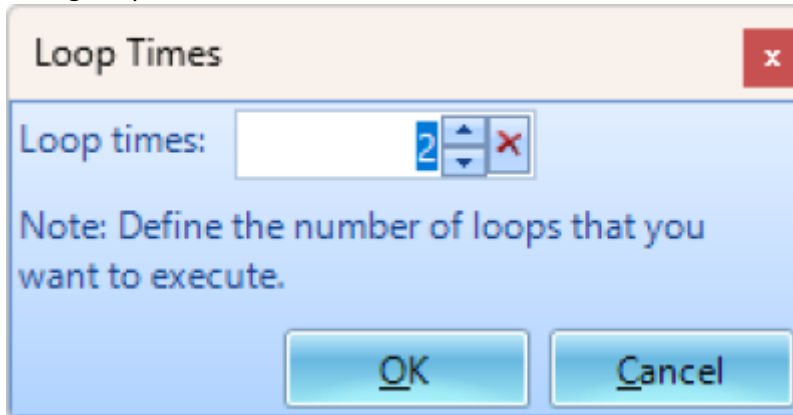 Loop Times
x
Loop times: 2
Note: Define the number of loops that you
want to execute.
OK Cancel